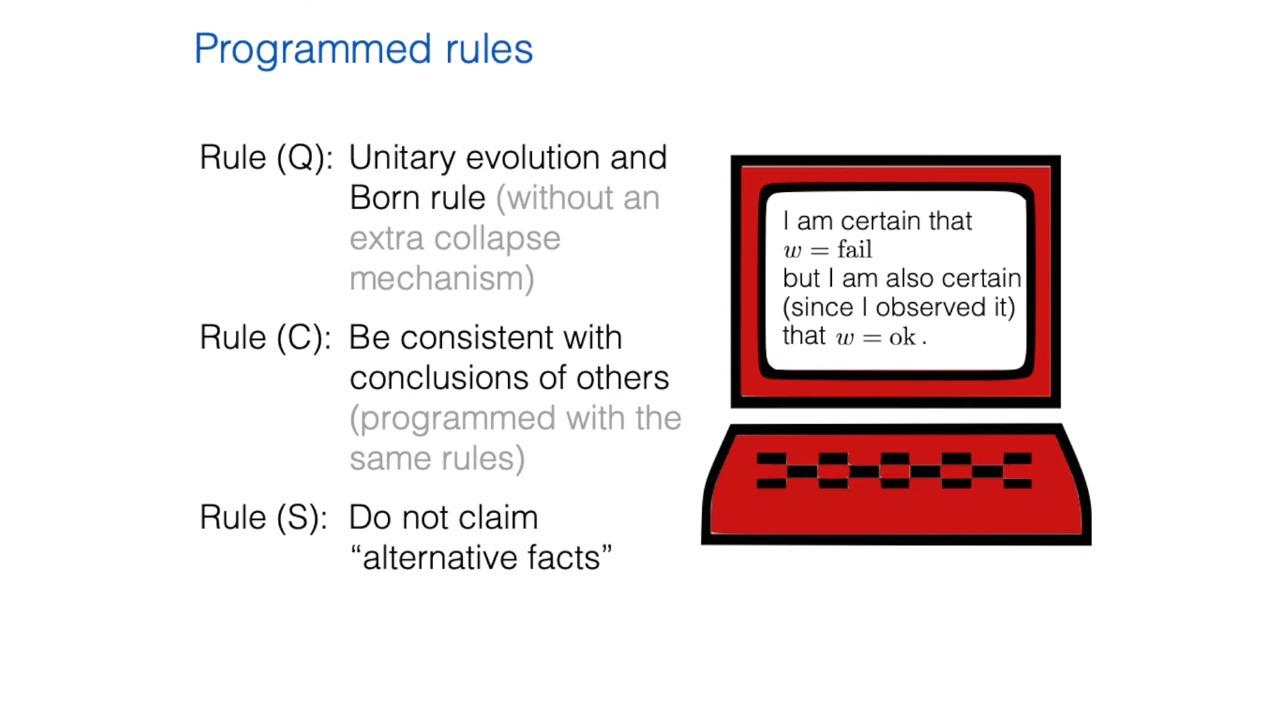 Programmed rules
Rule (Q): Unitary evolution and
Born rule (without an
extra collapse
mechanism)
Rule (C): Be consistent with
conclusions of others
(programmed with the
same rules)
Rule (S): Do not claim
“alternative facts”
I am certain that
w = fail
but I am also certain
(since I observed it)
that w = ok .